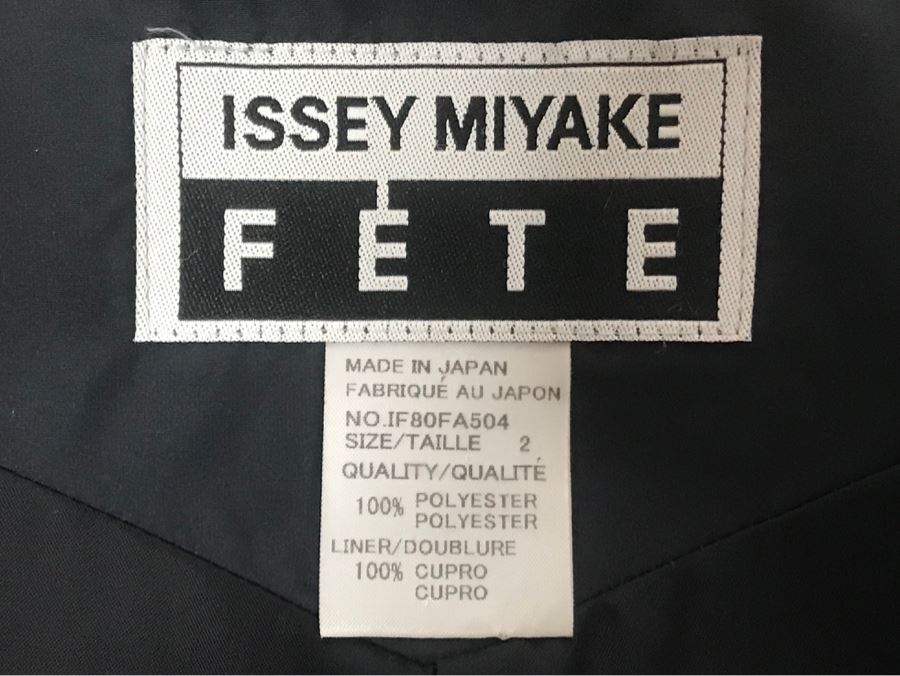 ISSEY MIYAKE
FÊTE
MADE IN JAPAN
FABRIQUÉ AU JAPON
NO.IF80FA504
SIZE/TAILLE 2
QUALITY/QUALITÉ
100% POLYESTER
POLYESTER
LINER/DOUBLURE
100% CUPRO
CUPRO